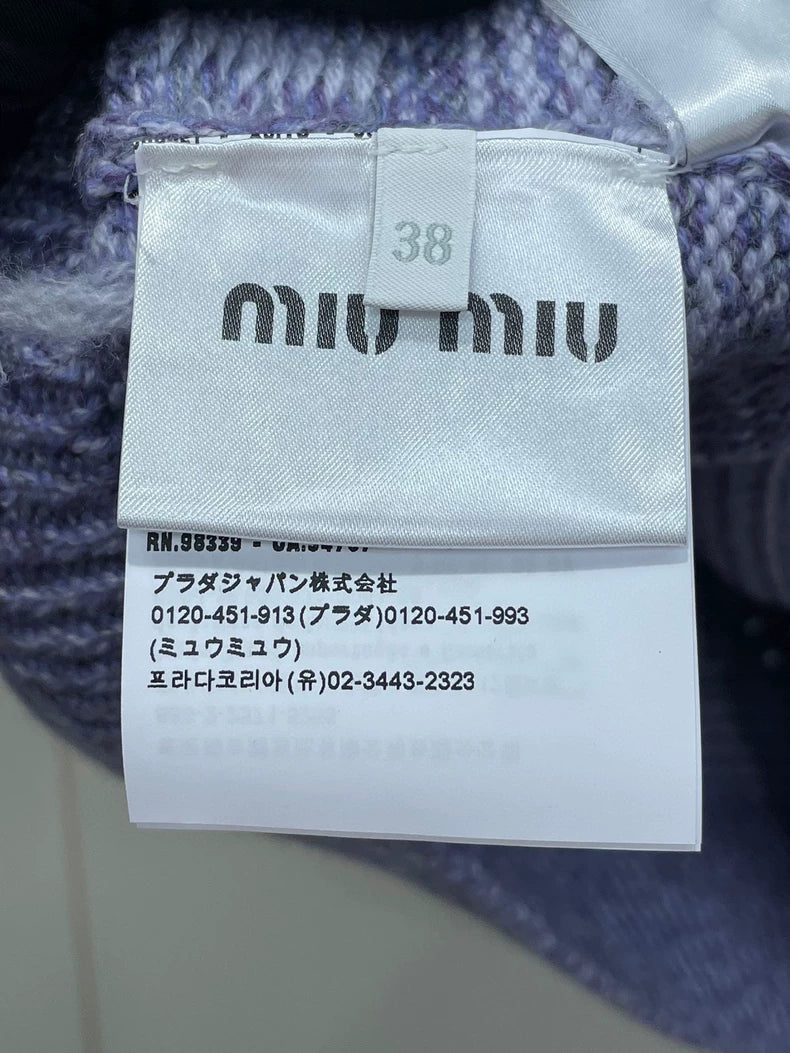 38
MIU MIU
RN.98339 -
プラダジャパン株式会社
0120-451-913(プラダ)0120-451-993
(ミュウミュウ)
프라다코리아(유)02-3443-2323